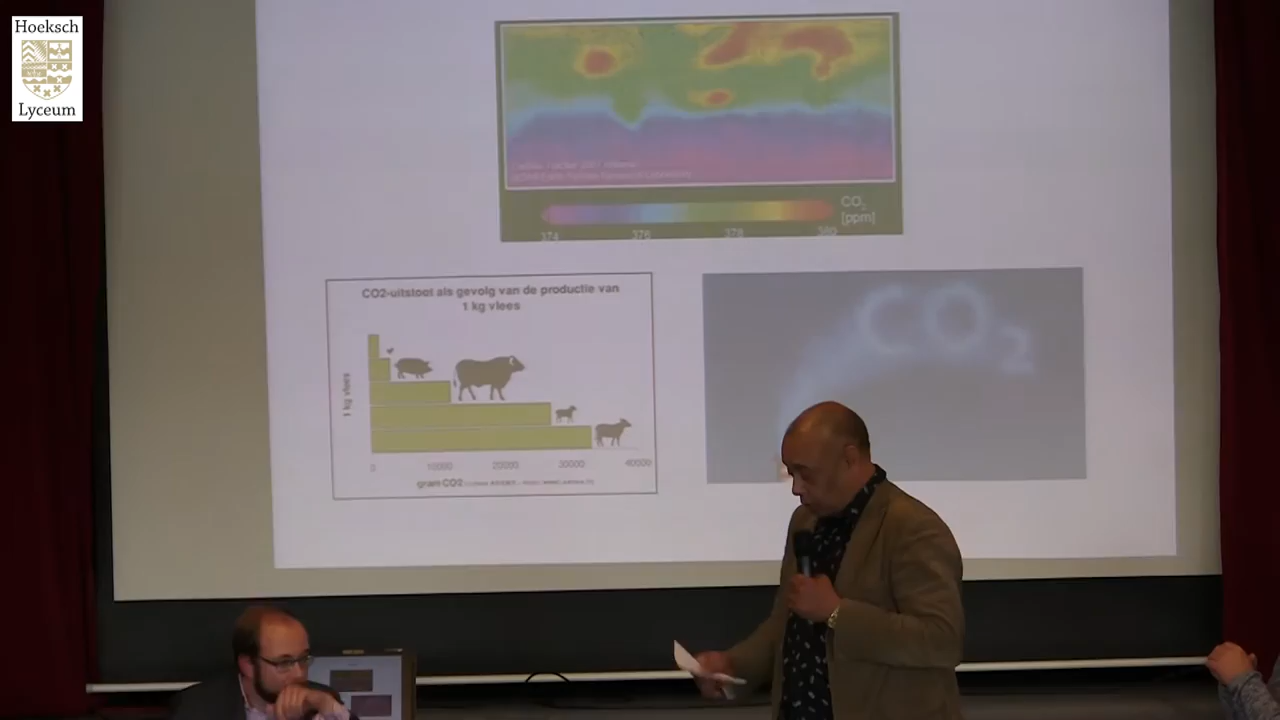 Hoeksch
Lyceum
CO₂
[ppm]
374 376 378 380
CO2-uitstoot als gevolg van de productie van
1 kg vlees
1 kg vlees
0 10000 20000 30000 40000
gram CO2
CO₂